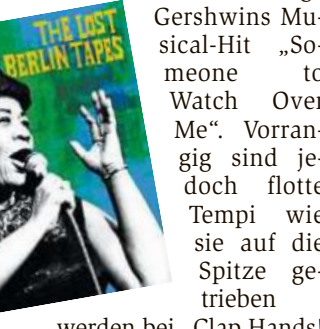 THE LOST
BERLIN TAPES
Gershwins Mu-
sical-Hit „So-
meone to
Watch Over
Me“. Vorran-
gig sind je-
doch flotte
Tempi wie
sie auf die
Spitze ge-
trieben
werden bei „Clap Hands!